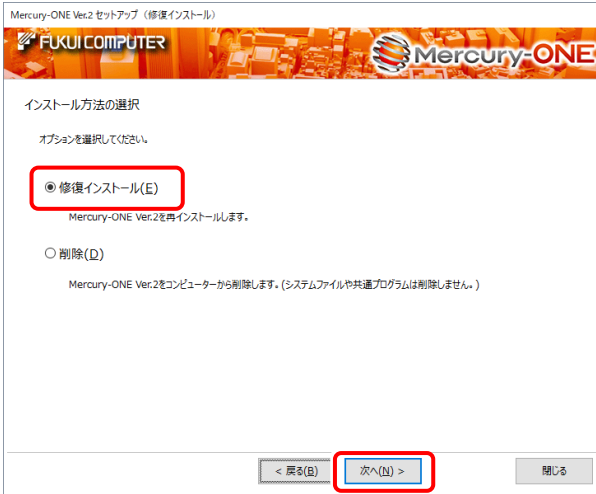 Mercury-ONE Ver.2 セットアップ（修復インストール）
FUKUI COMPUTER
Mercury-ONE
インストール方法の選択
オプションを選択してください。
修復インストール(E)
Mercury-ONE Ver.2を再インストールします。
削除(D)
Mercury-ONE Ver.2をコンピューターから削除します。(システムファイルや共通プログラムは削除しません。)
< 戻る(B)
次へ(N) >
閉じる